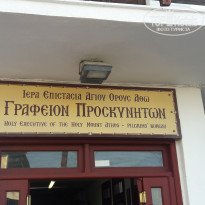 ΙΕΡΑ ΕΠΙΣΤΑΣΙΑ ΑΓΙΟΥ ΟΡΟΥΣ ΑΘΩ
ΓΡΑΦΕΙΟΝ ΠΡΟΣΚΥΝΗΤΩΝ
HOLY EXECUTIVE OF THE HOLY MOUNT ATHOS - PILGRIMS' BUREAU